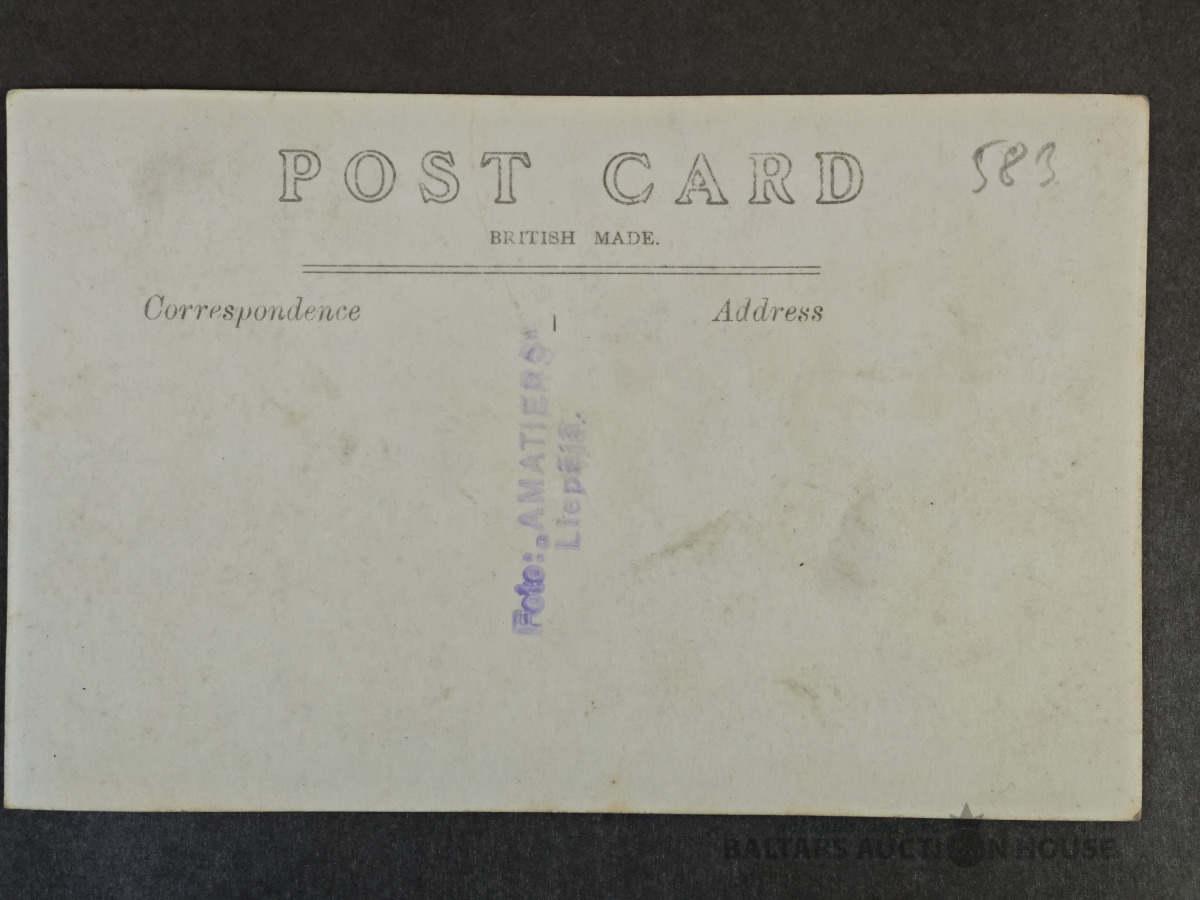 POST CARD
583
BRITISH MADE.
Correspondence
Address
Foto: „AMATIERS"
Liepājā.
BALTARS AUCTION HOUSE